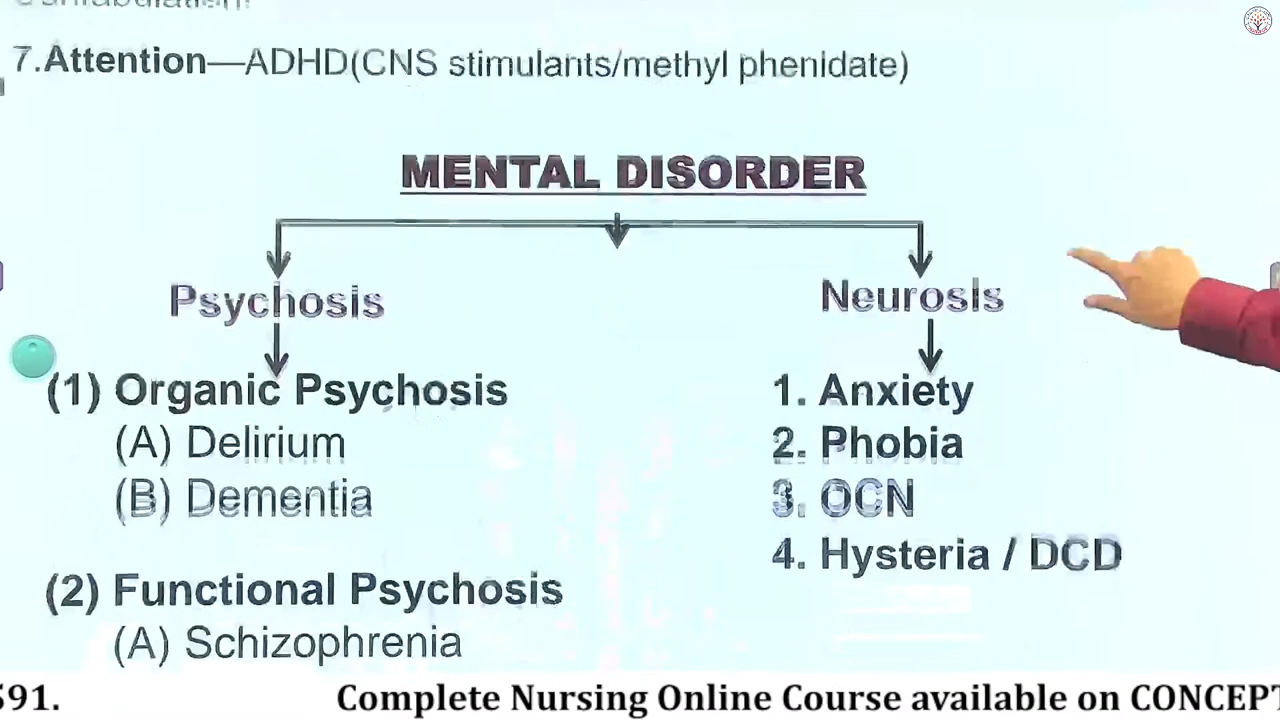 7.Attention—ADHD(CNS stimulants/methyl phenidate)
MENTAL DISORDER
Psychosis
Neurosis
(1) Organic Psychosis
(A) Delirium
(B) Dementia
(2) Functional Psychosis
(A) Schizophrenia
1. Anxiety
2. Phobia
3. OCN
4. Hysteria / DCD
591. Complete Nursing Online Course available on CONCEPT